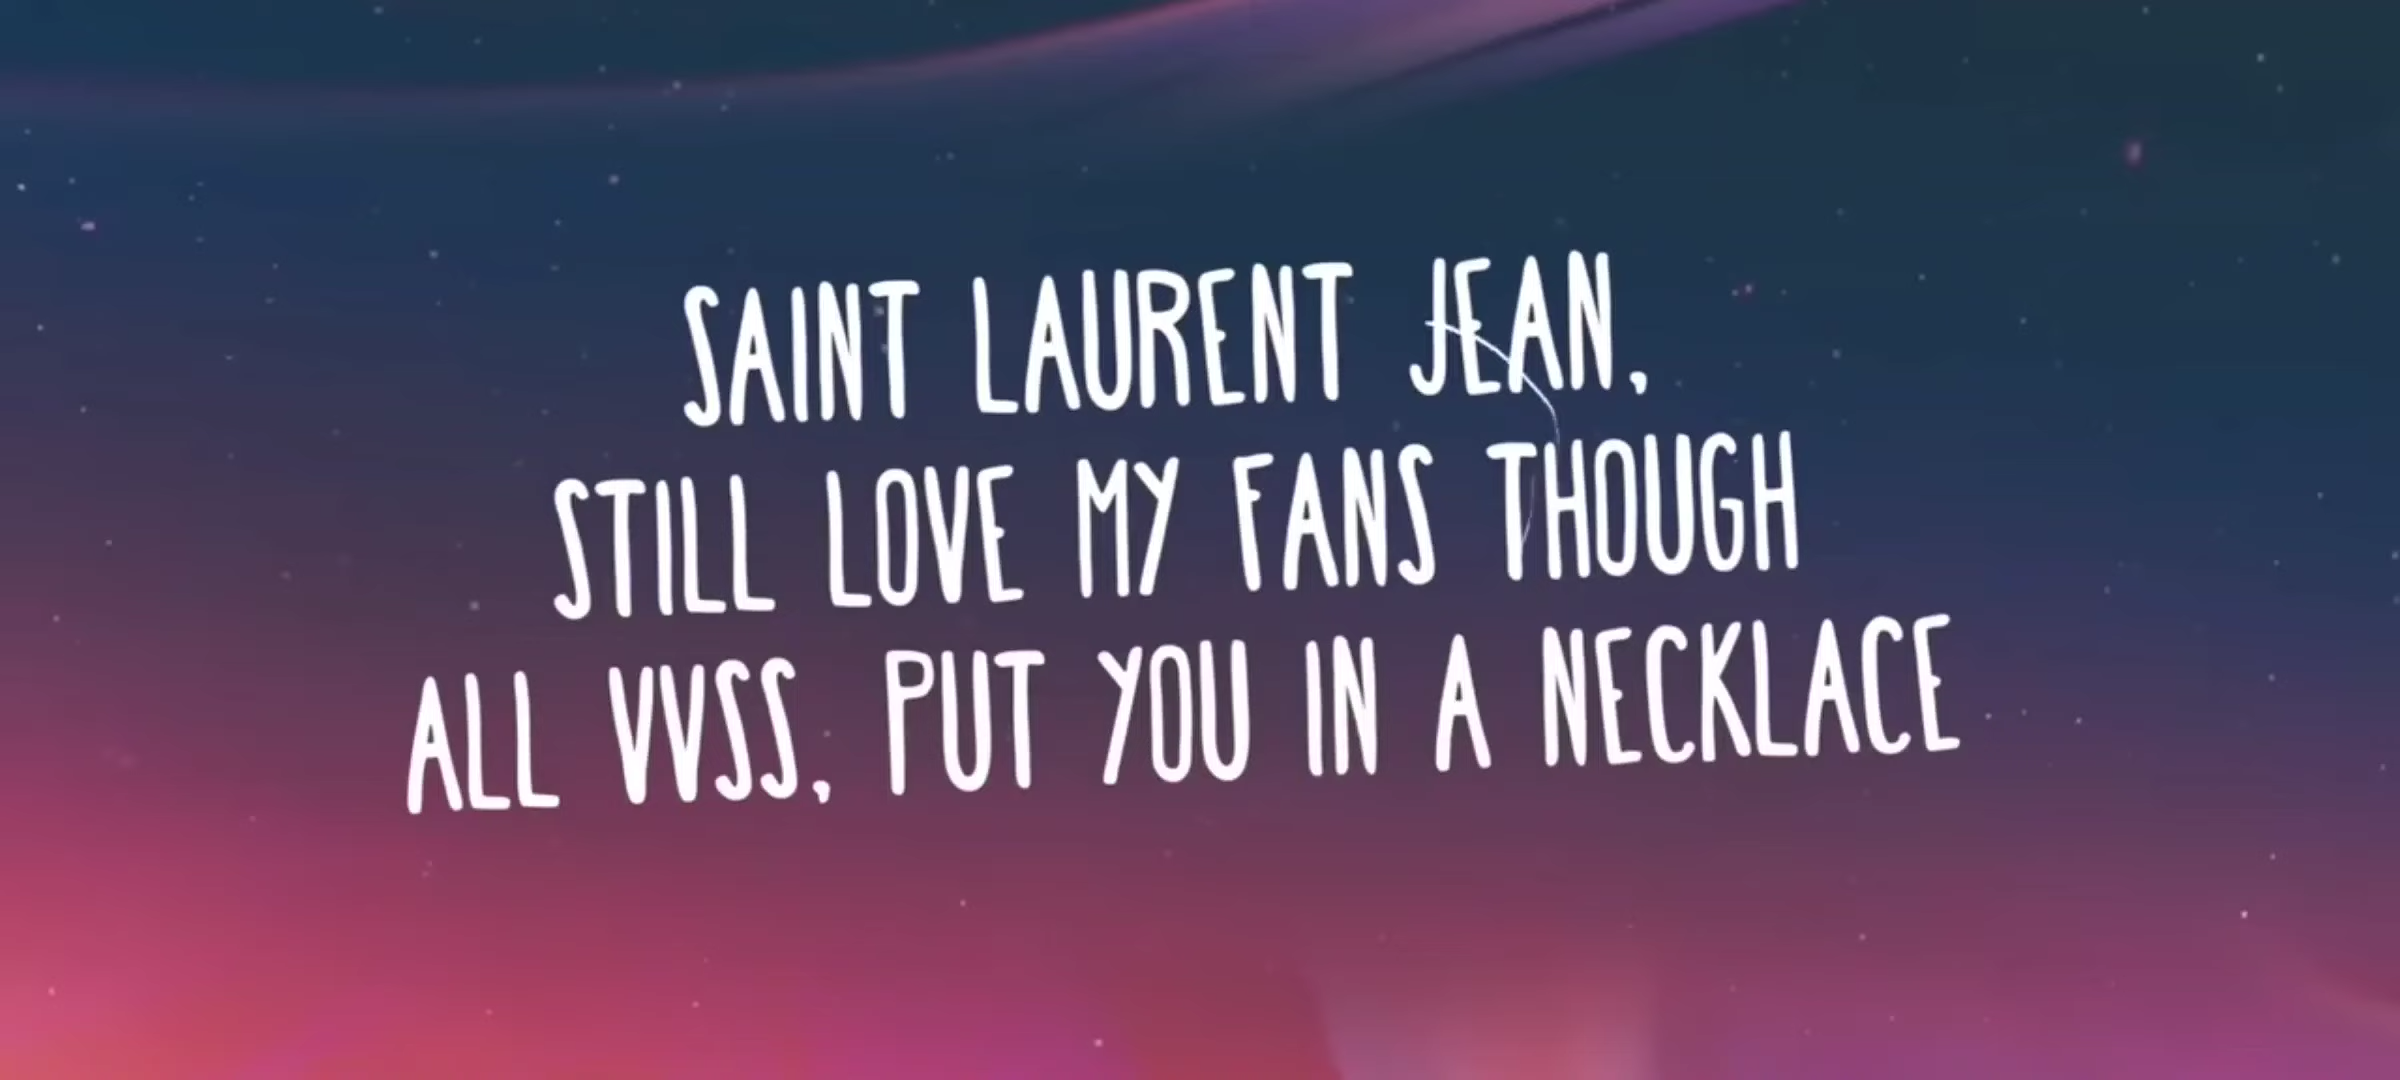 SAINT LAURENT JEAN,
STILL LOVE MY FANS THOUGH
ALL VVSS, PUT YOU IN A NECKLACE